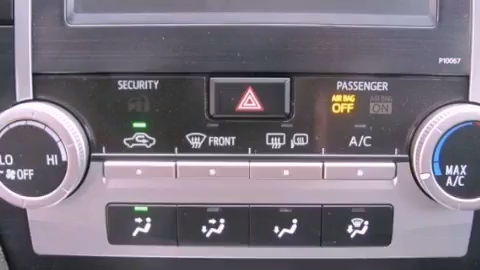 P10067
SECURITY
PASSENGER
AIR BAG OFF
AIR BAG ON
LO HI
OFF
FRONT
A/C
MAX
A/C